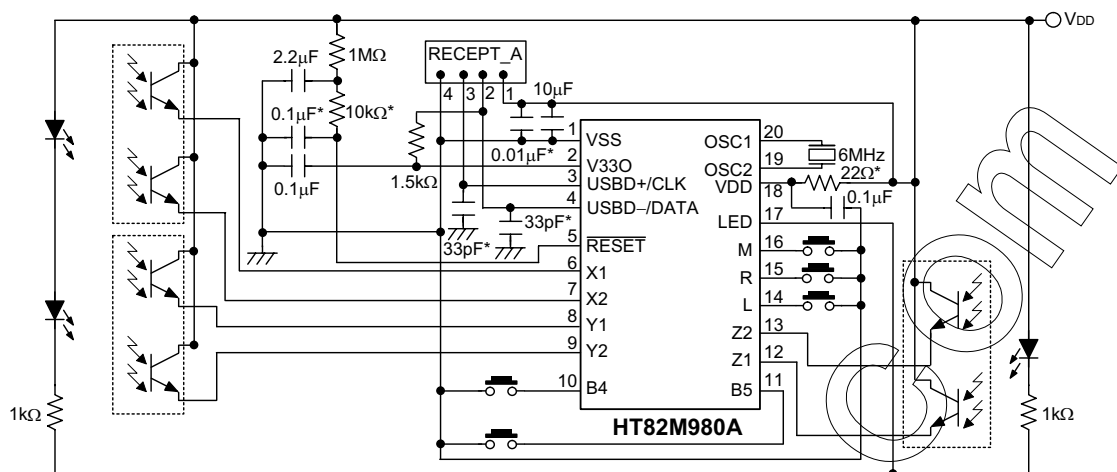 VDD
2.2µF
1MΩ
RECEPT_A
4 3 2 1
10µF
0.1µF*
10kΩ*
0.01µF*
0.1µF
1.5kΩ
33pF*
33pF*
1 VSS
2 V33O
3 USBD+/CLK
4 USBD–/DATA
5 RESET
6 X1
7 X2
8 Y1
9 Y2
10 B4
OSC1 20
OSC2 19
VDD 18
LED 17
M 16
R 15
L 14
Z2 13
Z1 12
B5 11
6MHz
22Ω*
0.1µF
1kΩ
1kΩ
HT82M980A
com